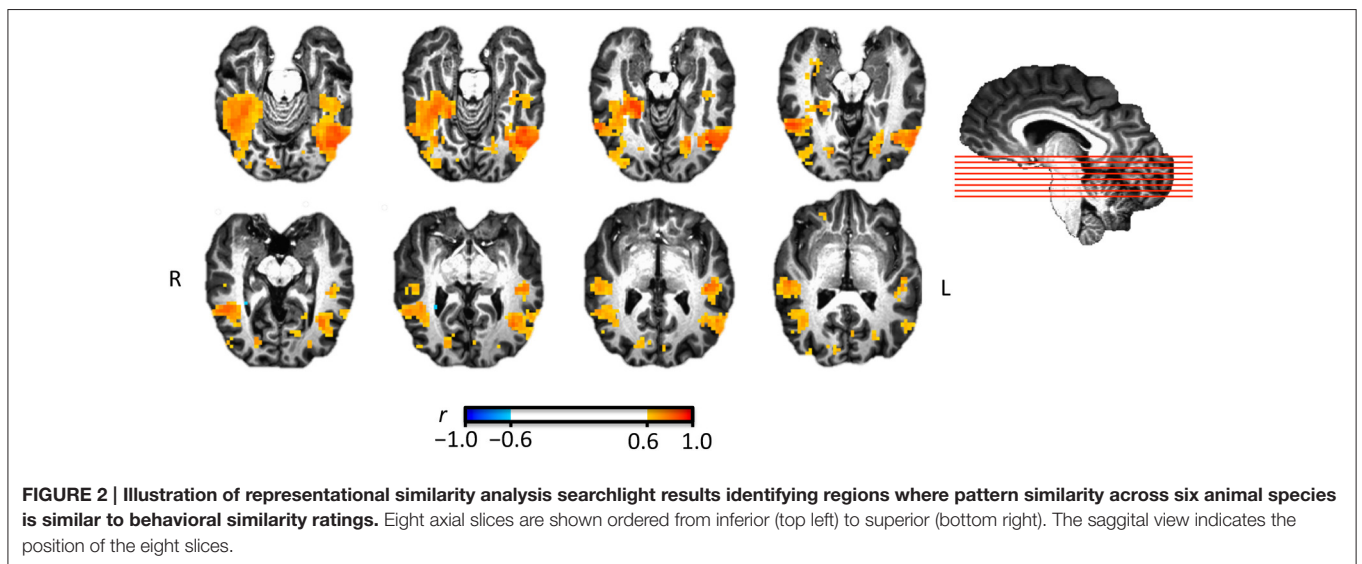 R
L
r
−1.0 −0.6 0.6 1.0
FIGURE 2 | Illustration of representational similarity analysis searchlight results identifying regions where pattern similarity across six animal species
is similar to behavioral similarity ratings. Eight axial slices are shown ordered from inferior (top left) to superior (bottom right). The saggital view indicates the
position of the eight slices.